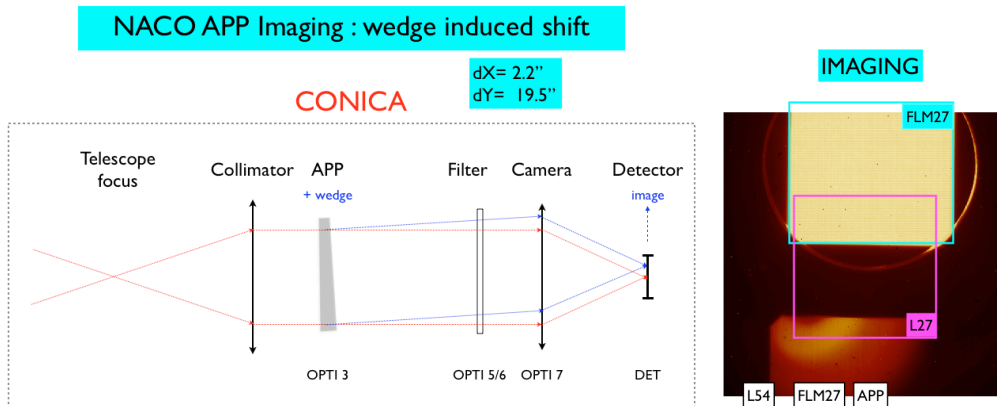 NACO APP Imaging : wedge induced shift
dX= 2.2”
dY=  19.5”
CONICA
IMAGING
FLM27
Telescope
focus
Collimator
APP
+ wedge
Filter
Camera
Detector
image
L27
OPTI 3
OPTI 5/6
OPTI 7
DET
L54
FLM27
APP